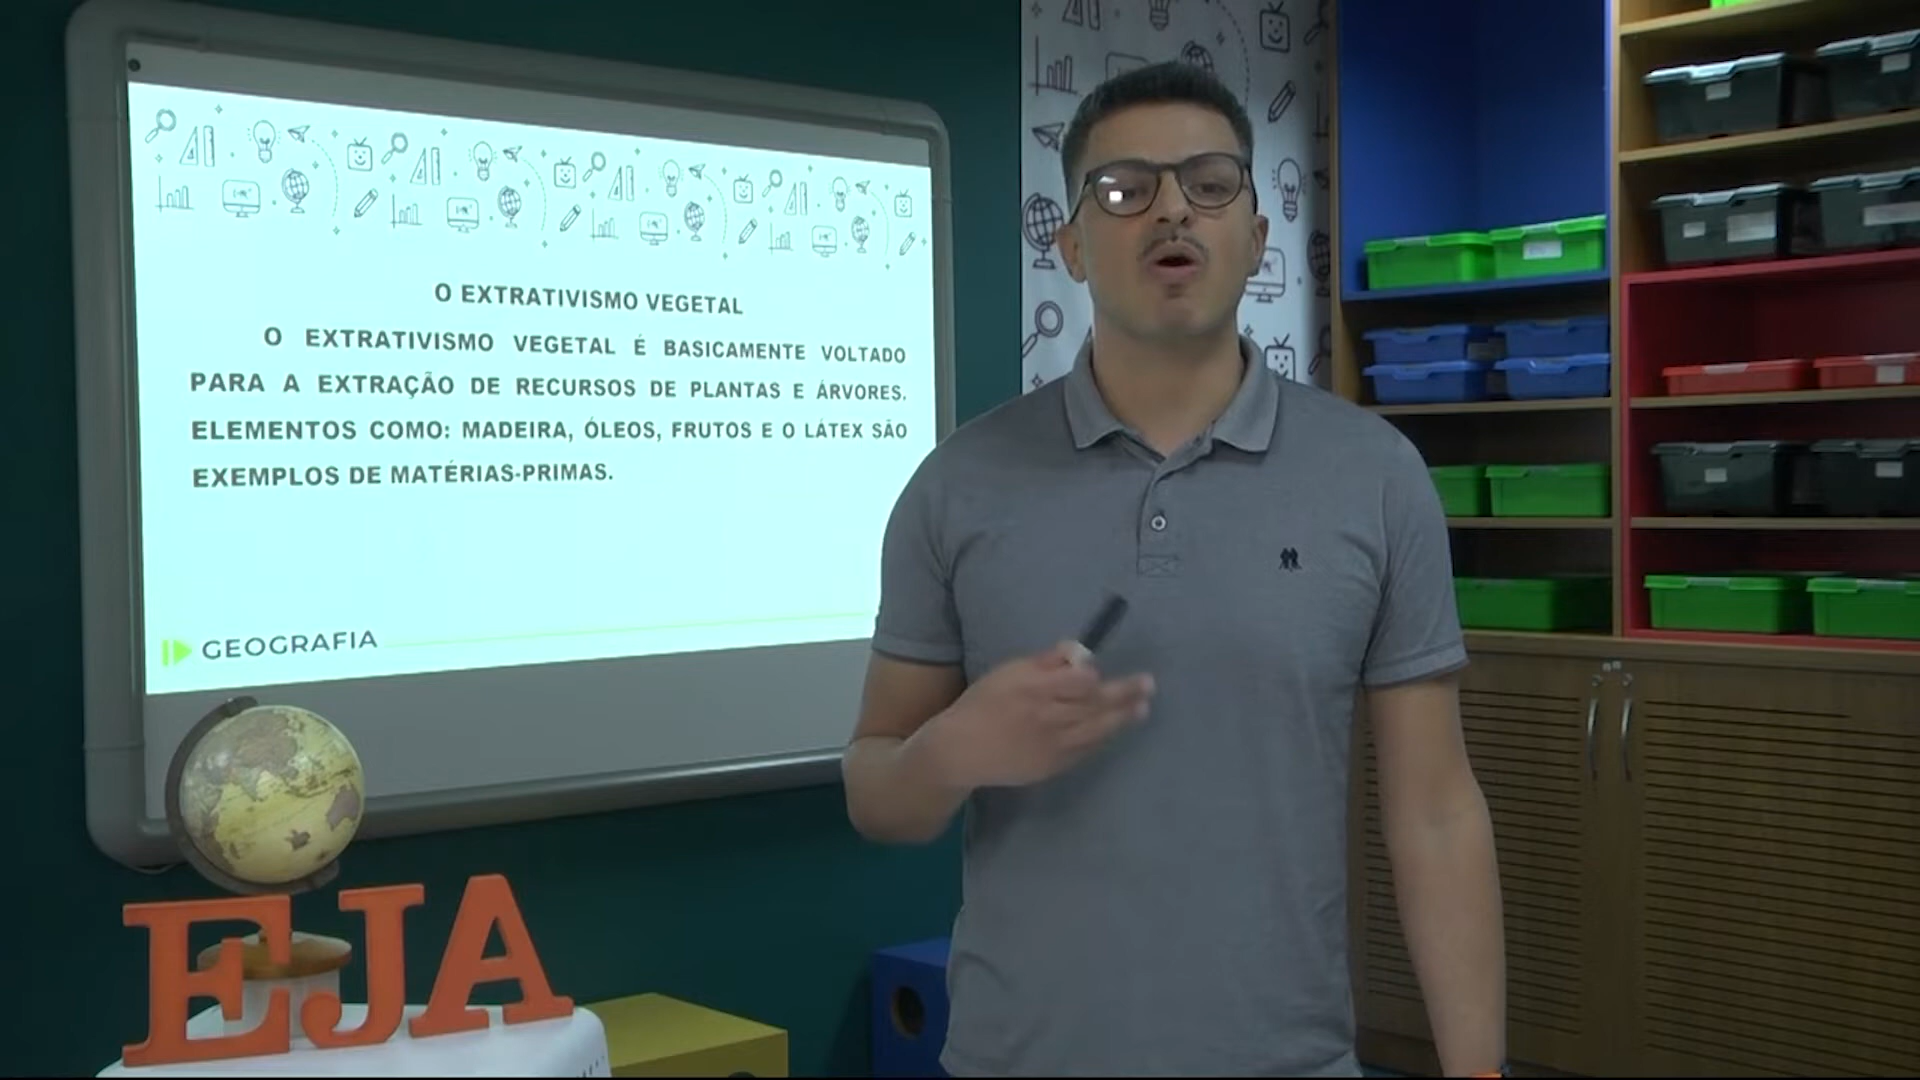 O EXTRATIVISMO VEGETAL
O EXTRATIVISMO VEGETAL É BASICAMENTE VOLTADO
PARA A EXTRAÇÃO DE RECURSOS DE PLANTAS E ÁRVORES.
ELEMENTOS COMO: MADEIRA, ÓLEOS, FRUTOS E O LÁTEX SÃO
EXEMPLOS DE MATÉRIAS-PRIMAS.
GEOGRAFIA
EJA